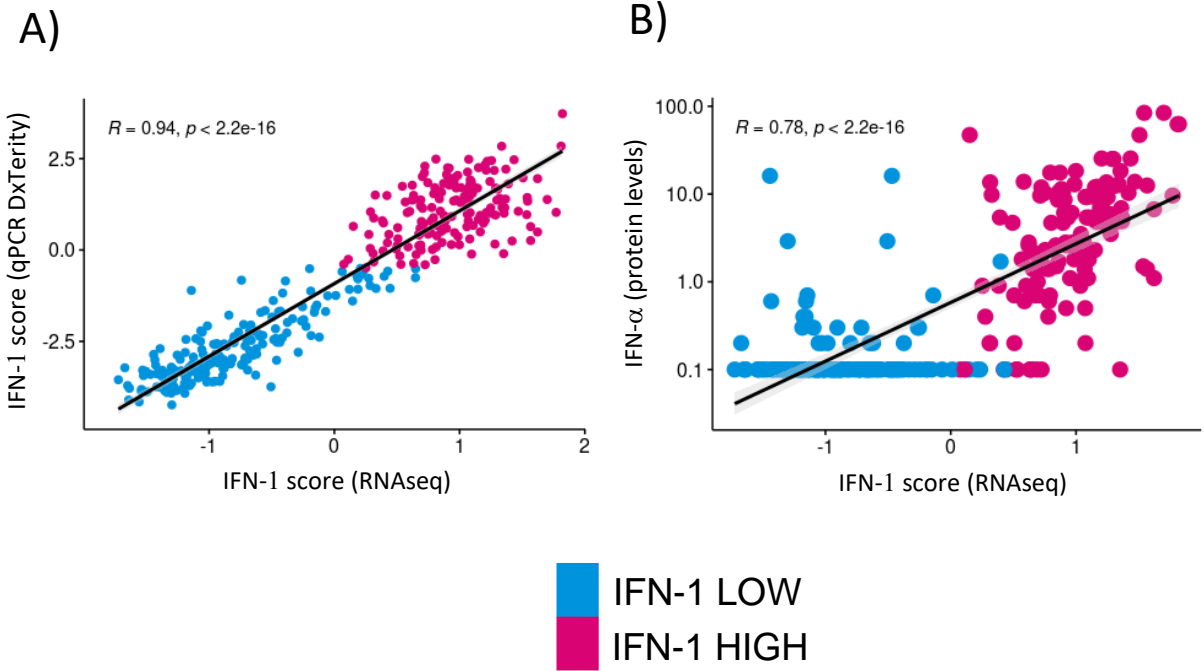 A)
IFN-1 score (qPCR DxTerity)
R = 0.94, p < 2.2e-16
2.5
0.0
-2.5
-1 0 1 2
IFN-1 score (RNAseq)
B)
IFN-α (protein levels)
R = 0.78, p < 2.2e-16
100.0
10.0
1.0
0.1
-1 0 1
IFN-1 score (RNAseq)
IFN-1 LOW
IFN-1 HIGH